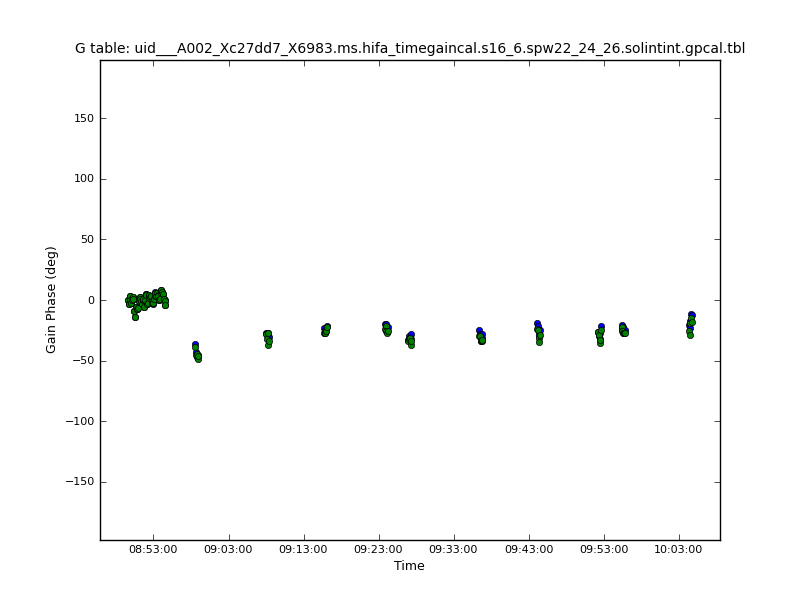 G table: uid___A002_Xc27dd7_X6983.ms.hifa_timegaincal.s16_6.spw22_24_26.solintint.gpcal.tbl
150
100
50
0
−50
−100
−150
Gain Phase (deg)
08:53:00 09:03:00 09:13:00 09:23:00 09:33:00 09:43:00 09:53:00 10:03:00
Time